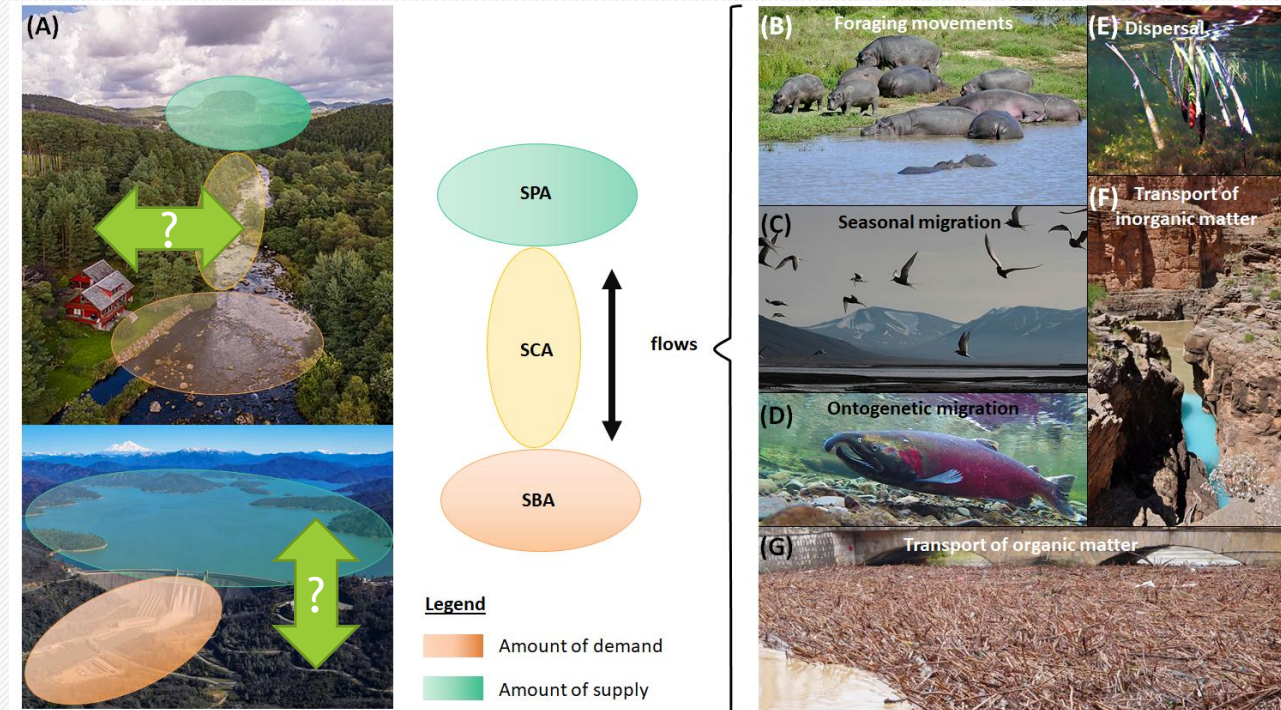 (A)
?
?
SPA
SCA
SBA
flows
Legend
Amount of demand
Amount of supply
(B)
Foraging movements
(C)
Seasonal migration
(D)
Ontogenetic migration
(E) Dispersal
(F)
Transport of
inorganic matter
(G)
Transport of organic matter